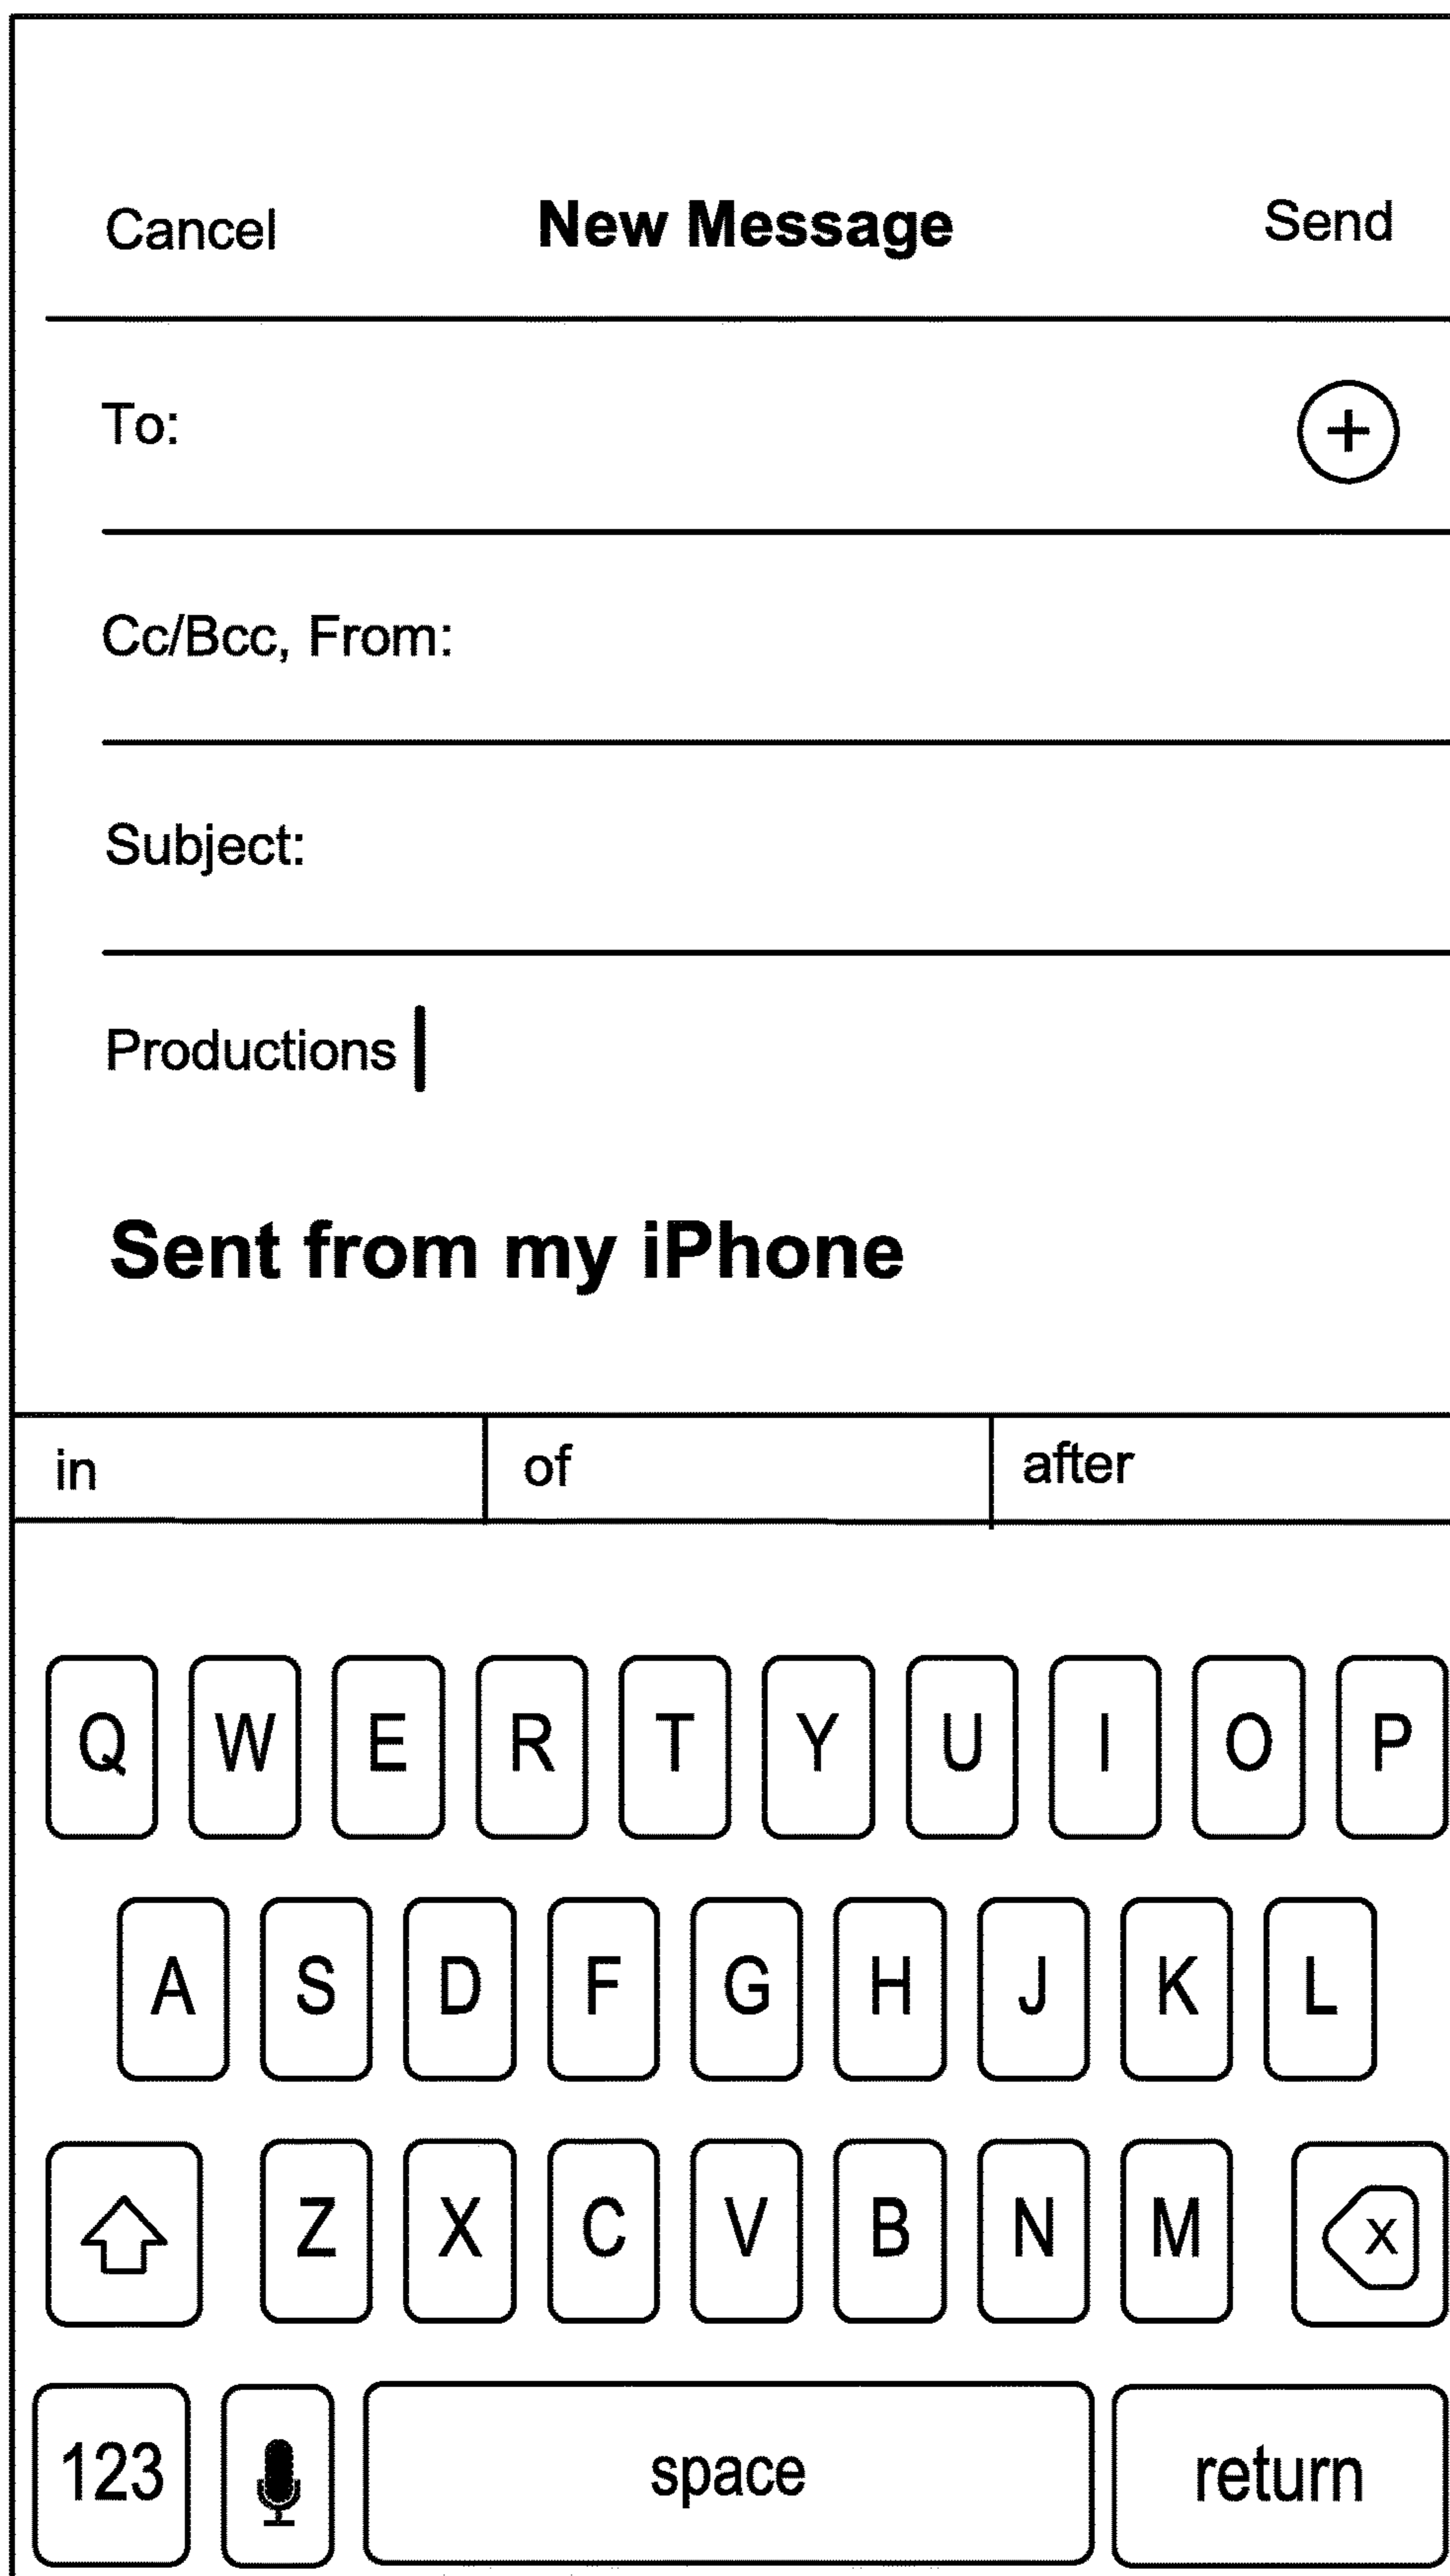 Cancel New Message Send
To: +
Cc/Bcc, From:
Subject:
Productions
Sent from my iPhone
in of after
Q W E R T Y U I O P
A S D F G H J K L
Z X C V B N M X
123 space return